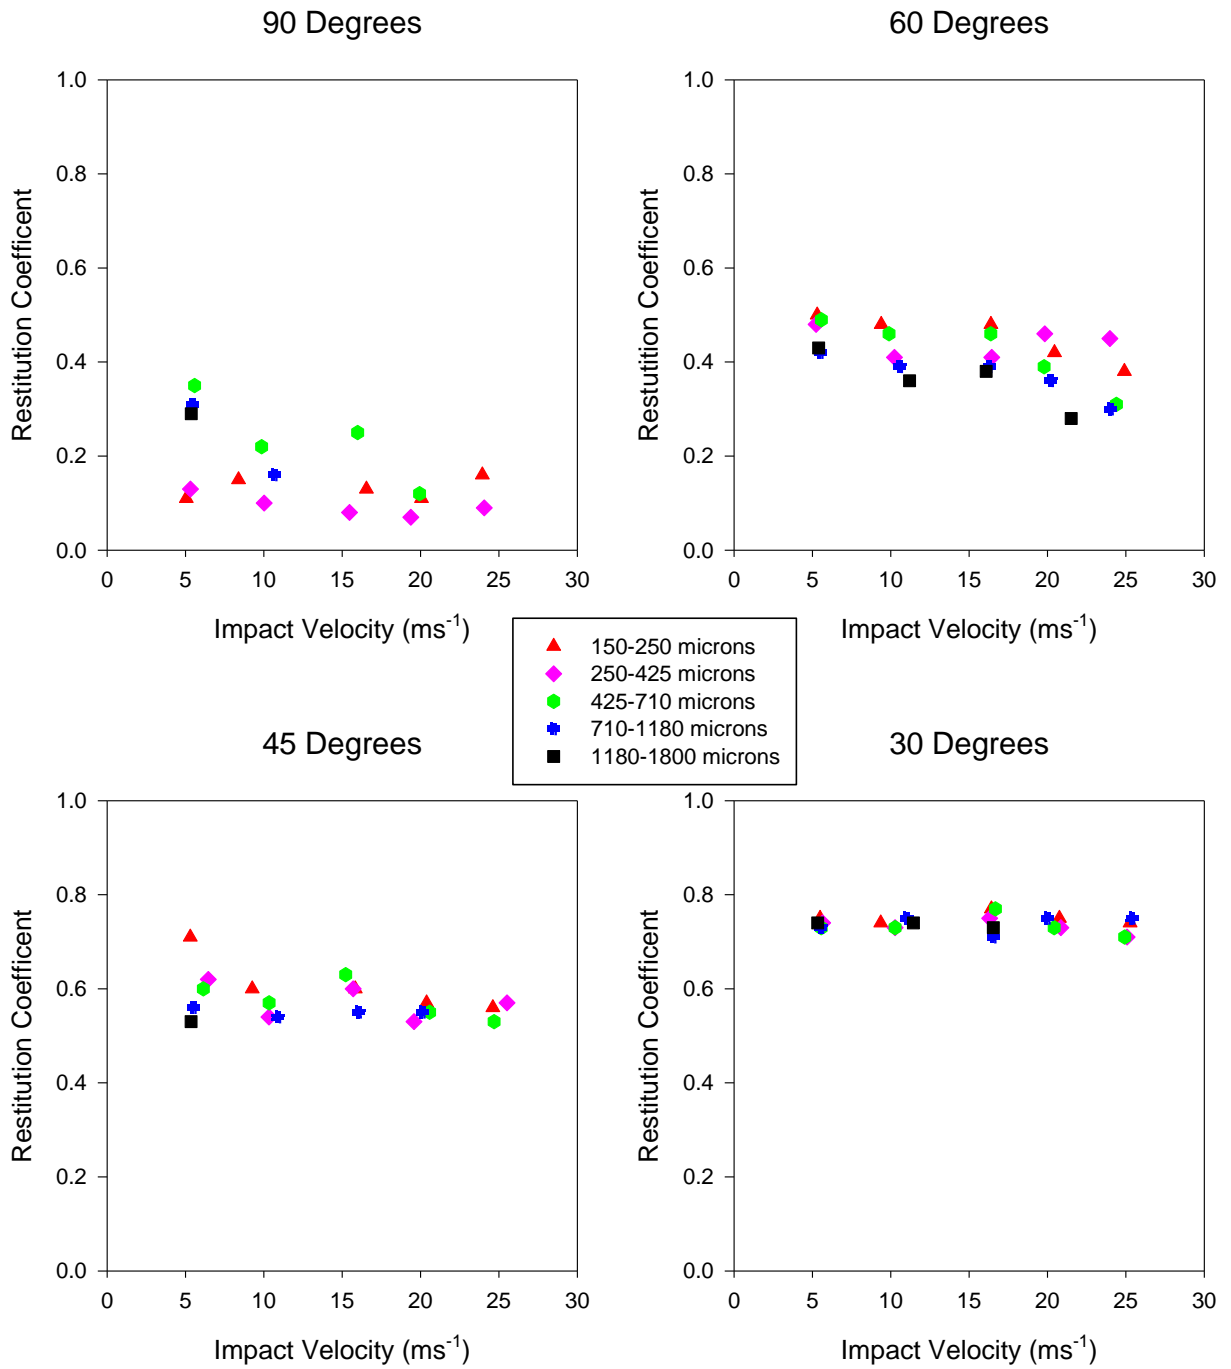 90 Degrees
60 Degrees
1.0
0.8
0.6
0.4
0.2
0.0
0 5 10 15 20 25 30
Restitution Coefficent
Impact Velocity (ms-1)
1.0
0.8
0.6
0.4
0.2
0.0
0 5 10 15 20 25 30
Restutition Coefficent
Impact Velocity (ms-1)
150-250 microns
250-425 microns
425-710 microns
710-1180 microns
1180-1800 microns
45 Degrees
30 Degrees
1.0
0.8
0.6
0.4
0.2
0.0
0 5 10 15 20 25 30
Restitution Coefficent
Impact Velocity (ms-1)
1.0
0.8
0.6
0.4
0.2
0.0
0 5 10 15 20 25 30
Restitution Coefficent
Impact Velocity (ms-1)